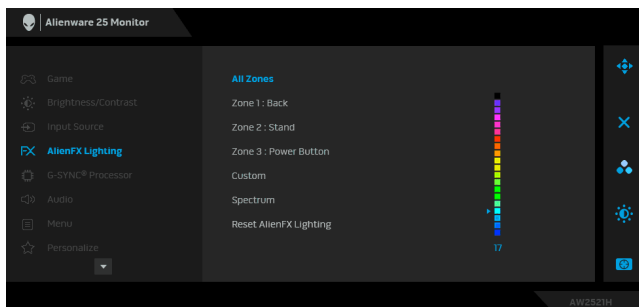 Alienware 25 Monitor
Game
All Zones
Brightness/Contrast
Zone 1 : Back
Input Source
Zone 2 : Stand
FX AlienFX Lighting
Zone 3 : Power Button
G-SYNC® Processor
Custom
Audio
Spectrum
Menu
Reset AlienFX Lighting
Personalize
17
AW2521H